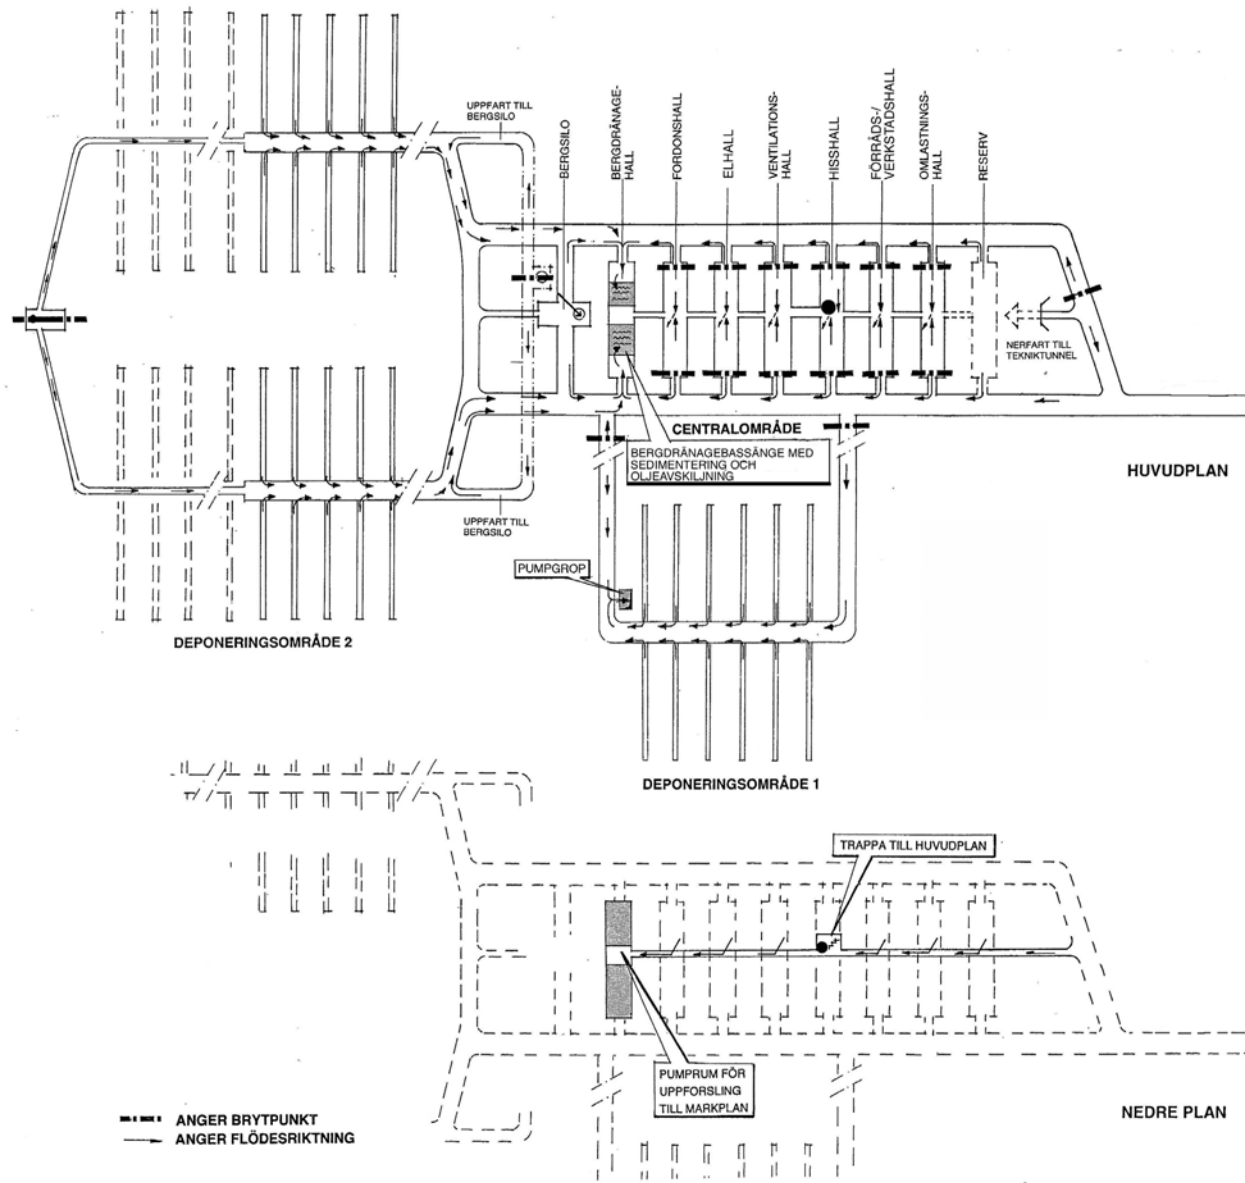 UPPFART TILL
BERGSILO
BERGSILO
BERGDRÄNAGE-
HALL
FORDONSHALL
ELHALL
VENTILATIONS-
HALL
HISSHALL
FÖRRÅDS-/
VERKSTADSHALL
OMLASTNINGS-
HALL
RESERV
NERFART TILL
TEKNIKTUNNEL
CENTRALOMRÅDE
BERGDRÄNAGEBASSÄNGE MED
SEDIMENTERING OCH
OLJEAVSKILJNING
HUVUDPLAN
UPPFART TILL
BERGSILO
PUMPGROP
DEPONERINGSOMRÅDE 2
DEPONERINGSOMRÅDE 1
TRAPPA TILL HUVUDPLAN
PUMPRUM FÖR
UPPFORSLING
TILL MARKPLAN
NEDRE PLAN
ANGER BRYTPUNKT
ANGER FLÖDESRIKTNING